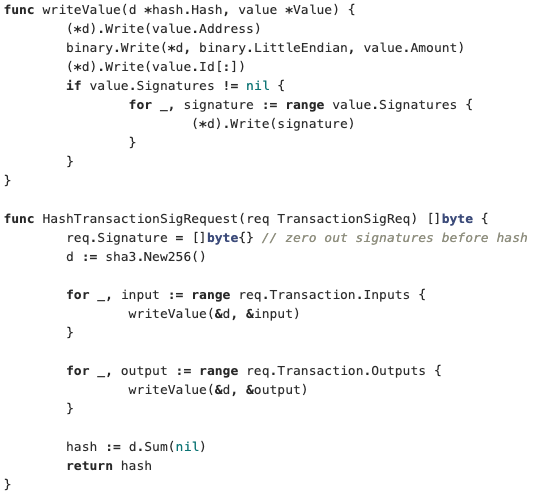 func writeValue(d *hash.Hash, value *Value) {
        (*d).Write(value.Address)
        binary.Write(*d, binary.LittleEndian, value.Amount)
        (*d).Write(value.Id[:])
        if value.Signatures != nil {
                for _, signature := range value.Signatures {
                        (*d).Write(signature)
                }
        }
}

func HashTransactionSigRequest(req TransactionSigReq) []byte {
        req.Signature = []byte{} // zero out signatures before hash
        d := sha3.New256()

        for _, input := range req.Transaction.Inputs {
                writeValue(&d, &input)
        }

        for _, output := range req.Transaction.Outputs {
                writeValue(&d, &output)
        }

        hash := d.Sum(nil)
        return hash
}